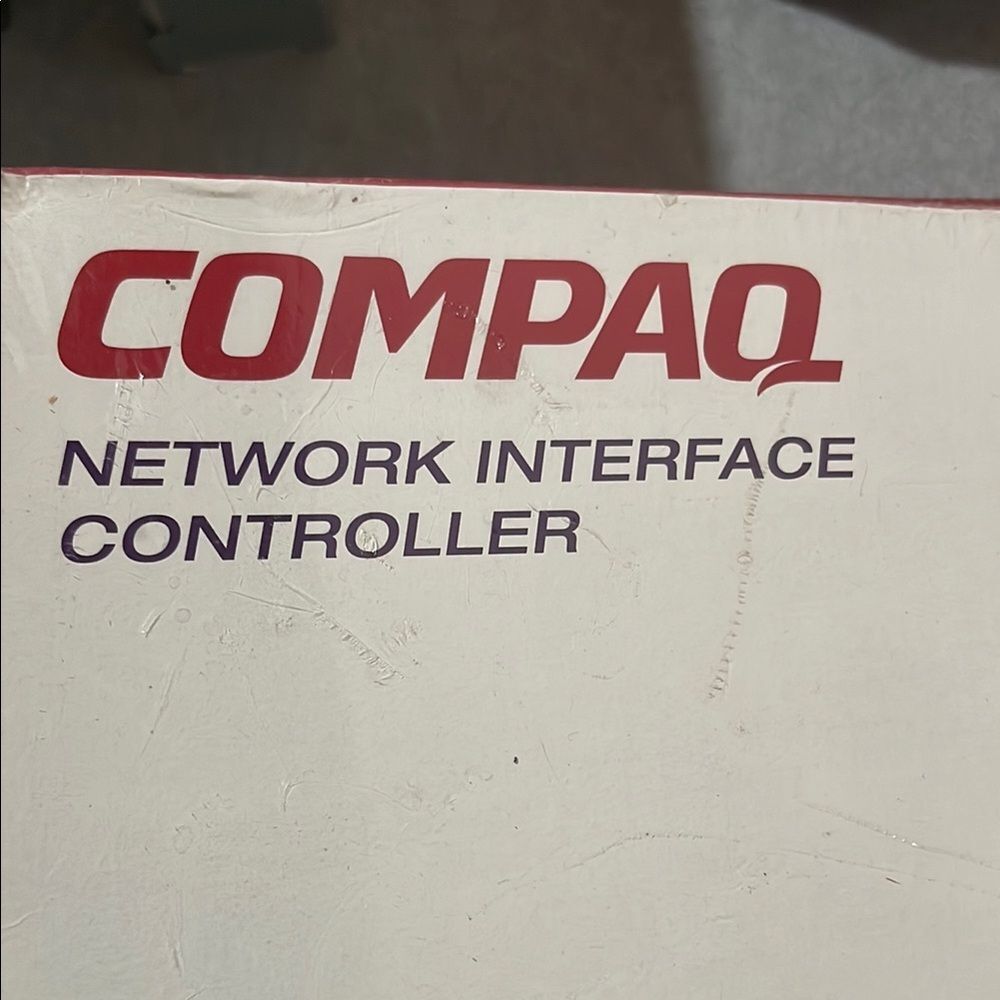 COMPAQ
NETWORK INTERFACE
CONTROLLER